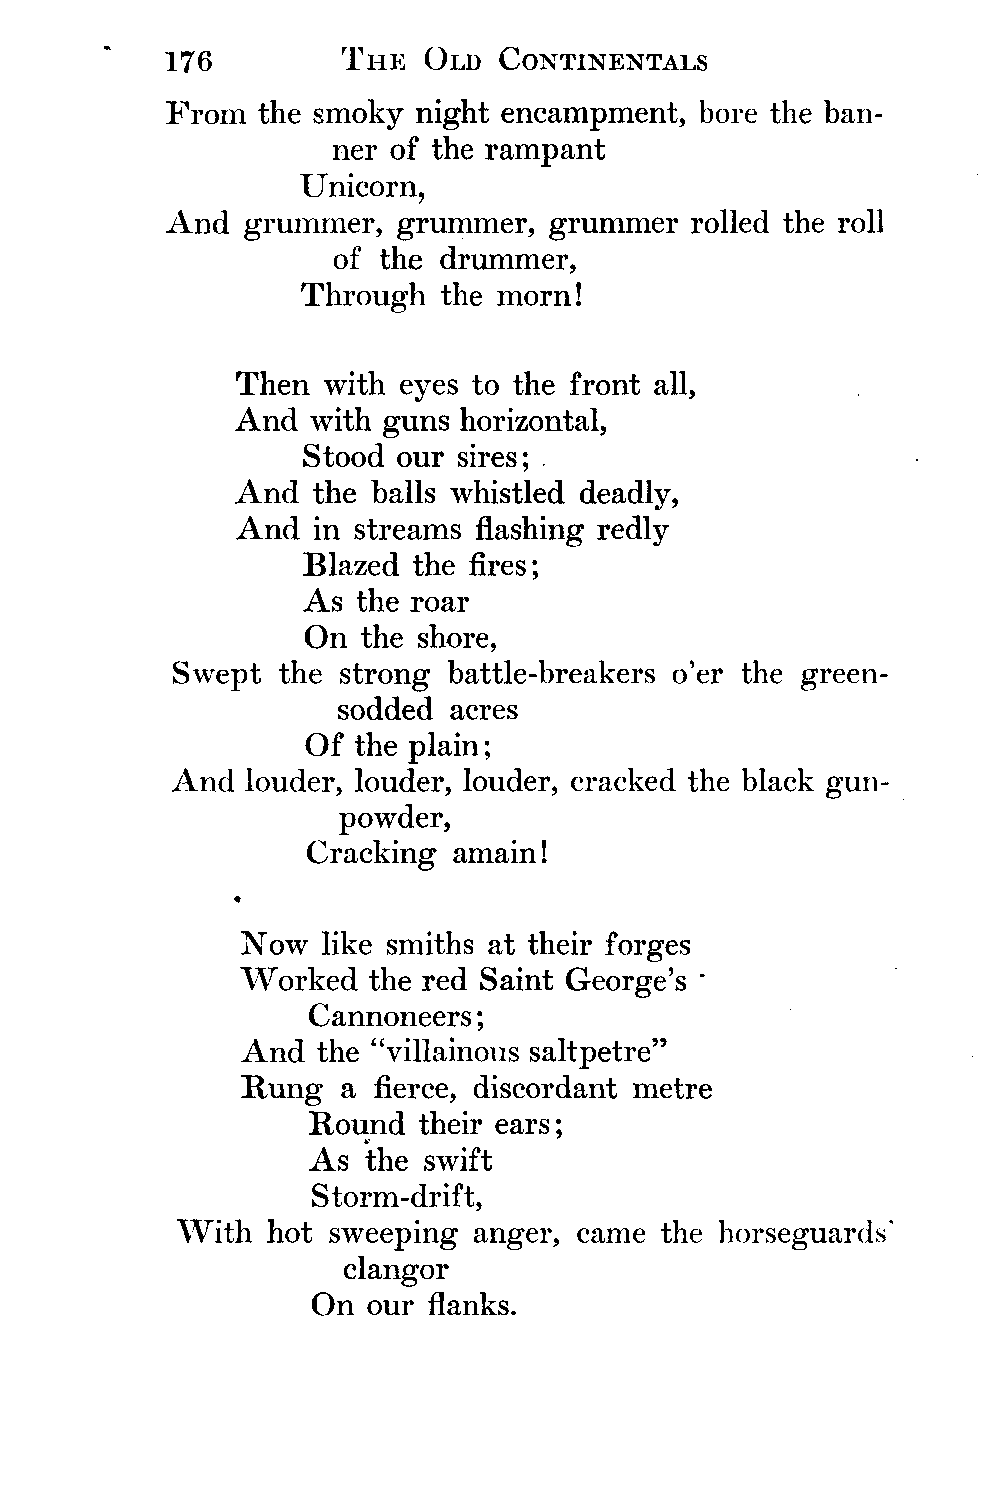 176 The Old Continentals
From the smoky night encampment, bore the ban-
ner of the rampant
Unicorn,
And grummer, grummer, grummer rolled the roll
of the drummer,
Through the morn!
Then with eyes to the front all,
And with guns horizontal,
Stood our sires;
And the balls whistled deadly,
And in streams flashing redly
Blazed the fires;
As the roar
On the shore,
Swept the strong battle-breakers o'er the green-
sodded acres
Of the plain;
And louder, louder, louder, cracked the black gun-
powder,
Cracking amain!
Now like smiths at their forges
Worked the red Saint George's
Cannoneers;
And the “villainous saltpetre”
Rung a fierce, discordant metre
Round their ears;
As the swift
Storm-drift,
With hot sweeping anger, came the horseguards'
clangor
On our flanks.